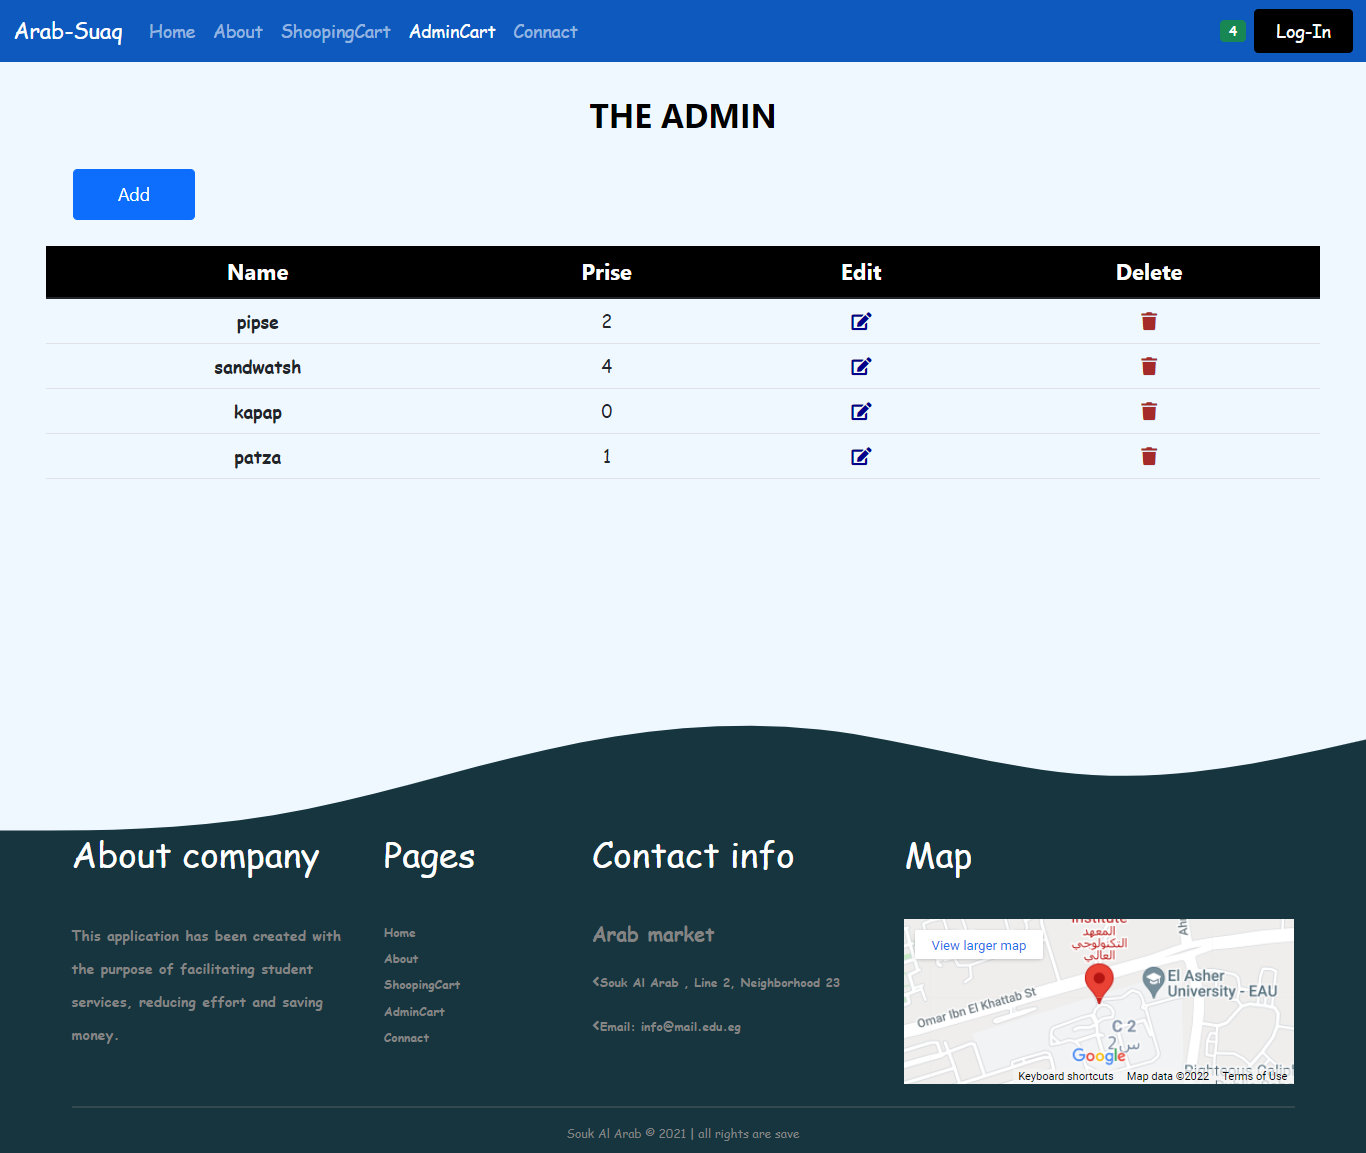 Arab-Suaq Home About ShoopingCart AdminCart Connact 4 Log-In
THE ADMIN
Add
Name Prise Edit Delete
pipse 2
sandwatsh 4
kapap 0
patza 1
About company
This application has been created with
the purpose of facilitating student
services, reducing effort and saving
money.
Pages
Home
About
ShoopingCart
AdminCart
Connact
Contact info
Arab market
Souk Al Arab , Line 2, Neighborhood 23
Email: info@mail.edu.eg
Map
View larger map
Institute
المعهد
التكنولوجي
العالي
El Asher
University - EAU
Omar Ibn El Khattab St
C 2
س 2
Google
Keyboard shortcuts Map data ©2022 Terms of Use
Souk Al Arab © 2021 | all rights are save